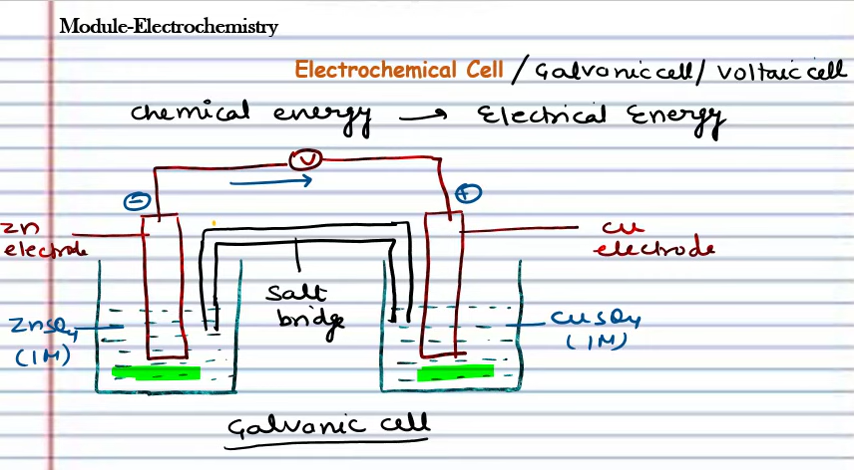 Module-Electrochemistry
Electrochemical Cell / Galvanic cell / Voltaic cell
Chemical energy → Electrical Energy
V
−
+
Zn
electrode
Cu
electrode
Salt
bridge
ZnSO4
(1M)
CuSO4
(1M)
Galvanic cell